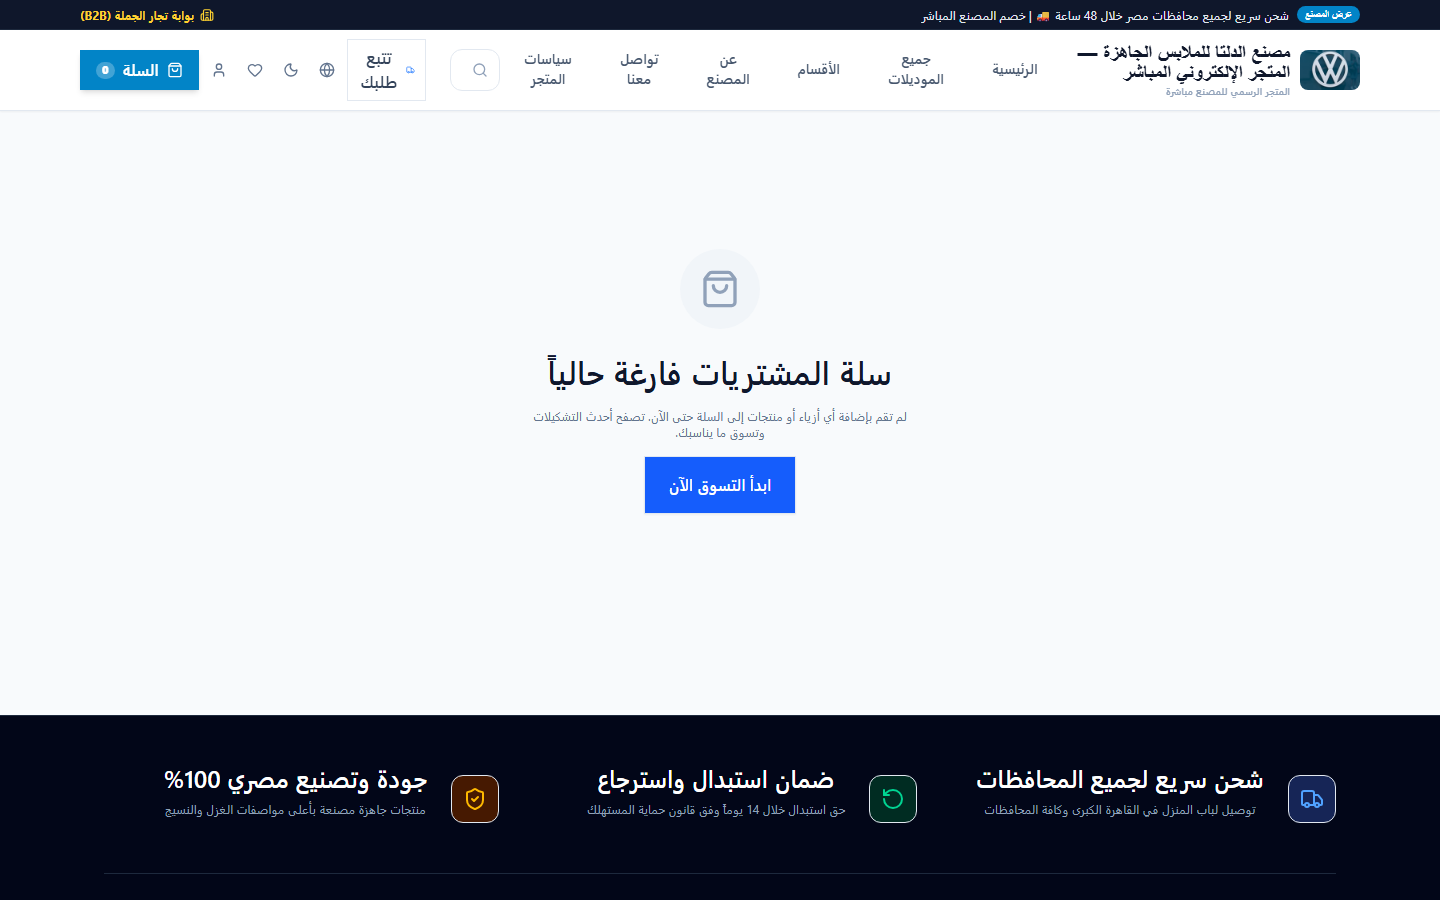 عرض المصنع
شحن سريع لجميع محافظات مصر خلال 48 ساعة 🚚 | خصم المصنع المباشر
بوابة تجار الجملة (B2B)
مصنع الدلتا للملابس الجاهزة —
المتجر الإلكتروني المباشر
المتجر الرسمي للمصنع مباشرة
الرئيسية
جميع
الموديلات
الأقسام
عن
المصنع
تواصل
معنا
سياسات
المتجر
تتبع
طلبك
السلة
0
سلة المشتريات فارغة حالياً
لم تقم بإضافة أي أزياء أو منتجات إلى السلة حتى الآن. تصفح أحدث التشكيلات
وتسوق ما يناسبك.
ابدأ التسوق الآن
شحن سريع لجميع المحافظات
توصيل لباب المنزل في القاهرة الكبرى وكافة المحافظات
ضمان استبدال واسترجاع
حق استبدال خلال 14 يوماً وفق قانون حماية المستهلك
جودة وتصنيع مصري 100%
منتجات جاهزة مصنعة بأعلى مواصفات الغزل والنسيج